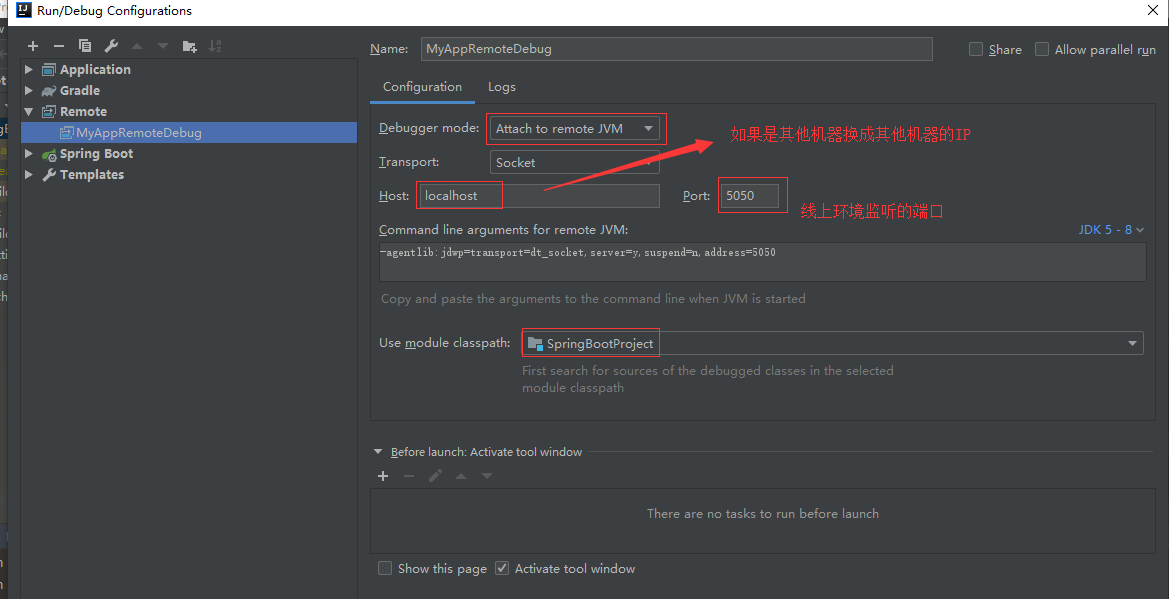 Run/Debug Configurations
Name: MyAppRemoteDebug
Share
Allow parallel run
Application
Gradle
Remote
MyAppRemoteDebug
Spring Boot
Templates
Configuration
Logs
Debugger mode: Attach to remote JVM
如果是其他机器换成其他机器的IP
Transport: Socket
Host: localhost
Port: 5050
线上环境监听的端口
Command line arguments for remote JVM:
JDK 5 - 8
-agentlib:jdwp=transport=dt_socket,server=y,suspend=n,address=5050
Copy and paste the arguments to the command line when JVM is started
Use module classpath: SpringBootProject
First search for sources of the debugged classes in the selected
module classpath
Before launch: Activate tool window
There are no tasks to run before launch
Show this page
Activate tool window